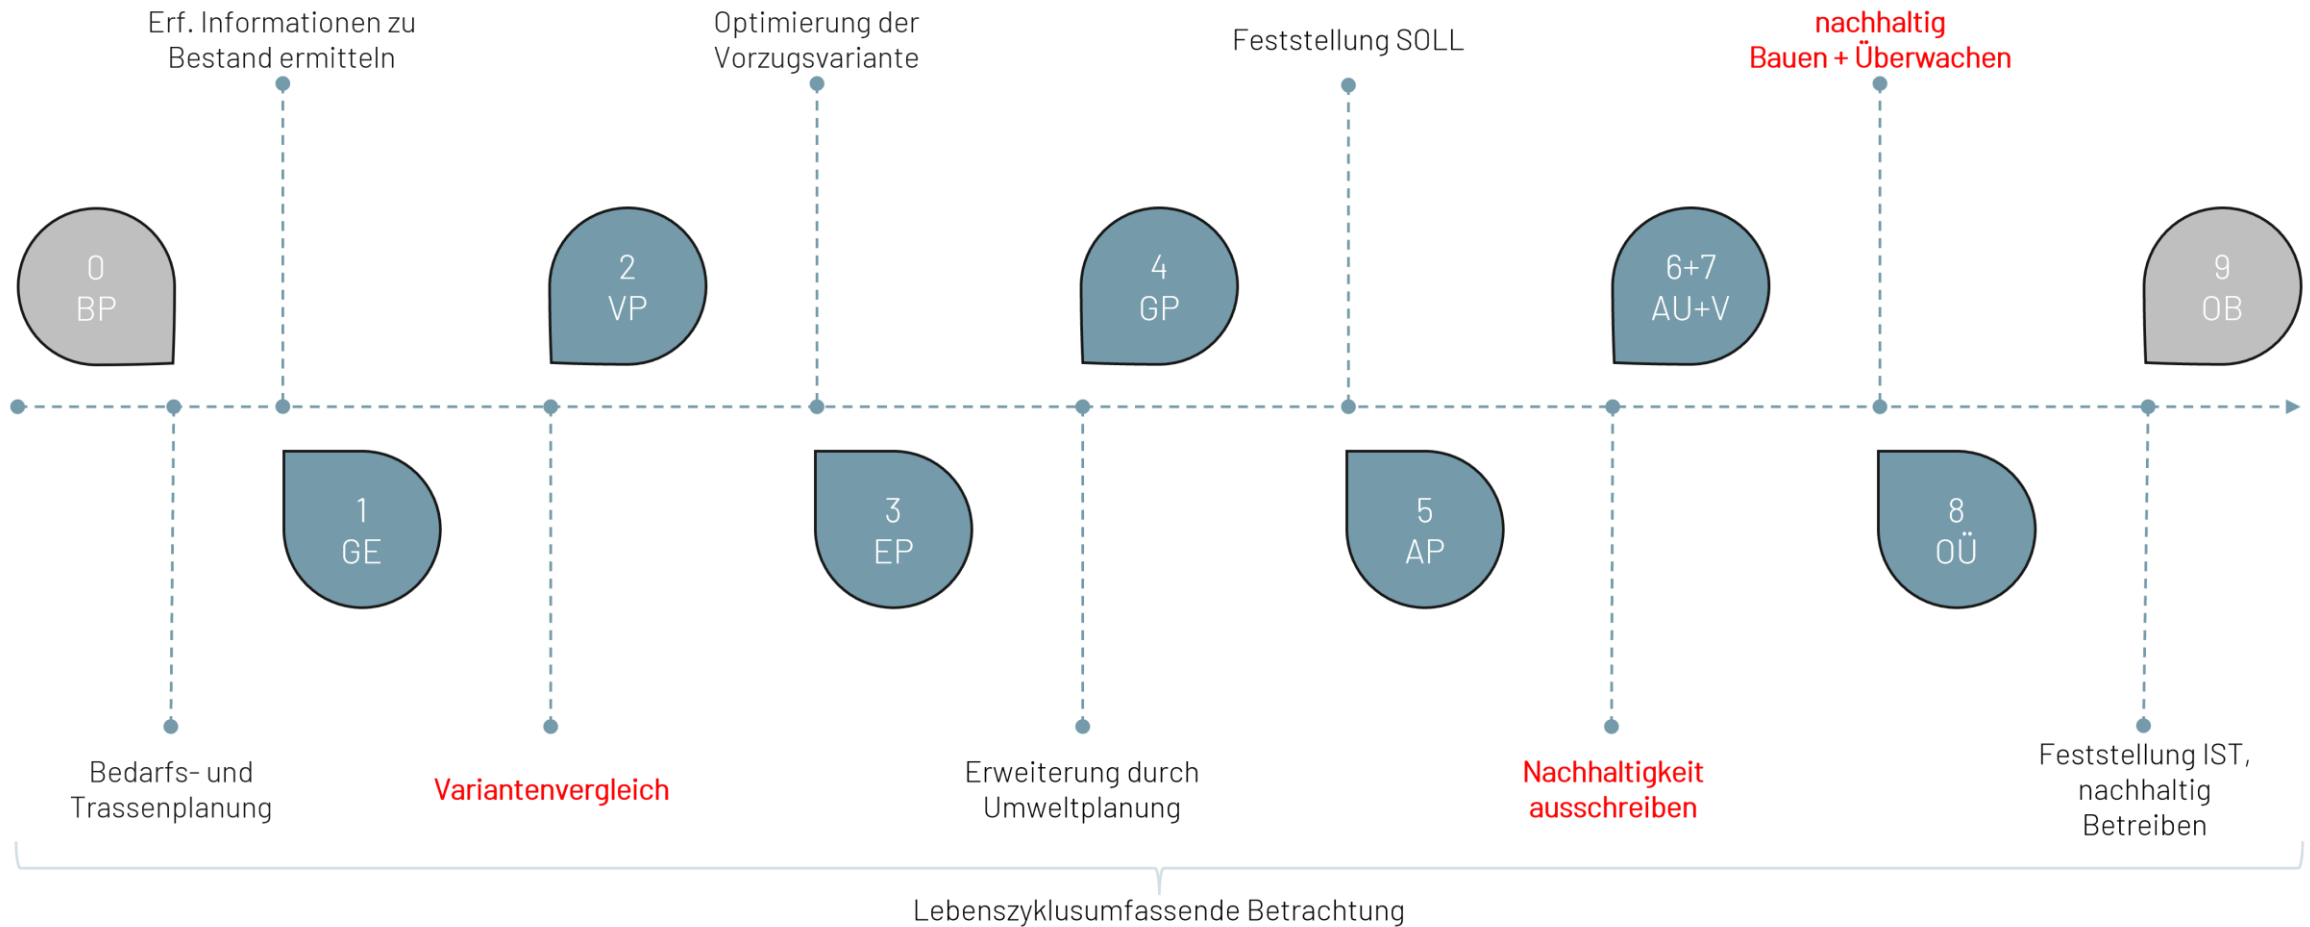 Erf. Informationen zu
Bestand ermitteln
Optimierung der
Vorzugsvariante
Feststellung SOLL
nachhaltig
Bauen + Überwachen
0
BP
2
VP
4
GP
6+7
AU+V
9
OB
1
GE
3
EP
5
AP
8
OÜ
Bedarfs- und
Trassenplanung
Variantenvergleich
Erweiterung durch
Umweltplanung
Nachhaltigkeit
ausschreiben
Feststellung IST,
nachhaltig
Betreiben
Lebenszyklusumfassende Betrachtung